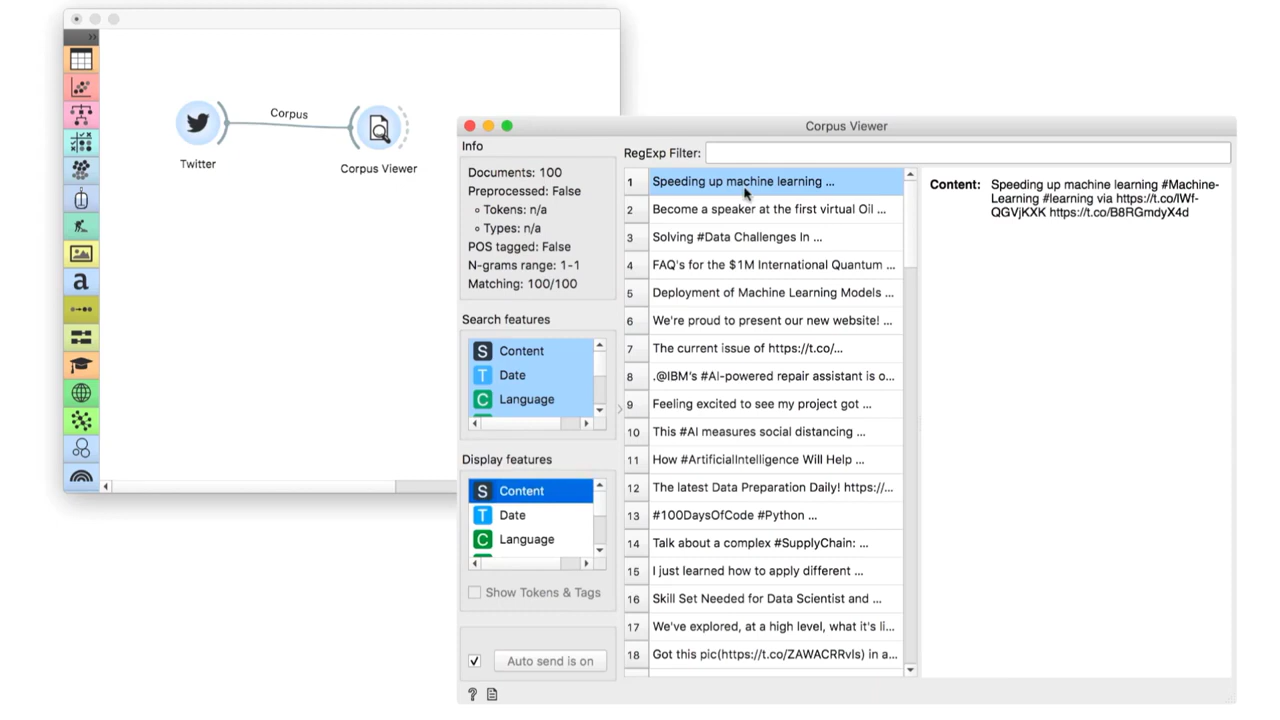 Corpus
Twitter
Corpus Viewer
a
Corpus Viewer
Info
Documents: 100
Preprocessed: False
Tokens: n/a
Types: n/a
POS tagged: False
N-grams range: 1-1
Matching: 100/100
Search features
S Content
T Date
C Language
Display features
S Content
T Date
C Language
Show Tokens & Tags
Auto send is on
?
RegExp Filter:
1 Speeding up machine learning ...
2 Become a speaker at the first virtual Oil ...
3 Solving #Data Challenges In ...
4 FAQ's for the $1M International Quantum ...
5 Deployment of Machine Learning Models ...
6 We're proud to present our new website! ...
7 The current issue of https://t.co/...
8 .@IBM's #AI-powered repair assistant is o...
9 Feeling excited to see my project got ...
10 This #AI measures social distancing ...
11 How #ArtificialIntelligence Will Help ...
12 The latest Data Preparation Daily! https://...
13 #100DaysOfCode #Python ...
14 Talk about a complex #SupplyChain: ...
15 I just learned how to apply different ...
16 Skill Set Needed for Data Scientist and ...
17 We've explored, at a high level, what it's li...
18 Got this pic(https://t.co/ZAWACRRvIs) in a...
Content: Speeding up machine learning #Machine-
Learning #learning via https://t.co/IWf-
QGVjKXK https://t.co/B8RGmdyX4d